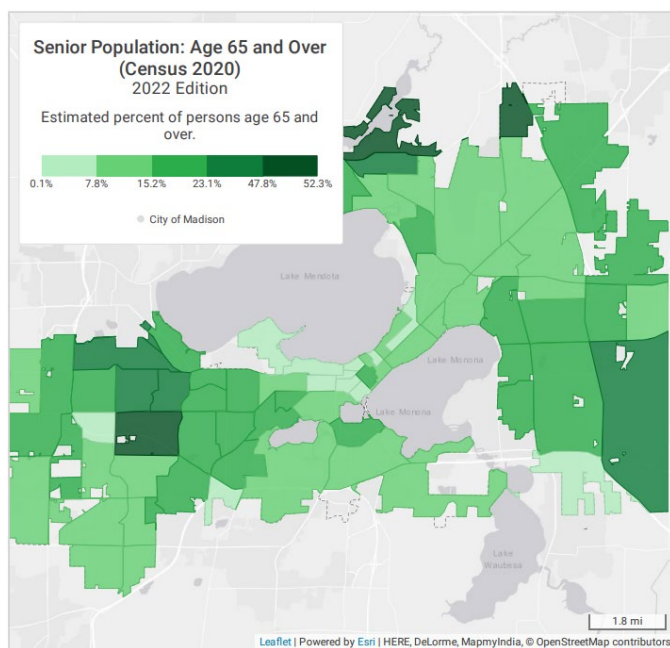 Senior Population: Age 65 and Over
(Census 2020)
2022 Edition
Estimated percent of persons age 65 and
over.
0.1% 7.8% 15.2% 23.1% 47.8% 52.3%
City of Madison
Lake Mendota
Lake Monona
Lake Monona
Lake
Waubesa
1.8 mi
Leaflet | Powered by Esri | HERE, DeLorme, MapmyIndia, © OpenStreetMap contributors